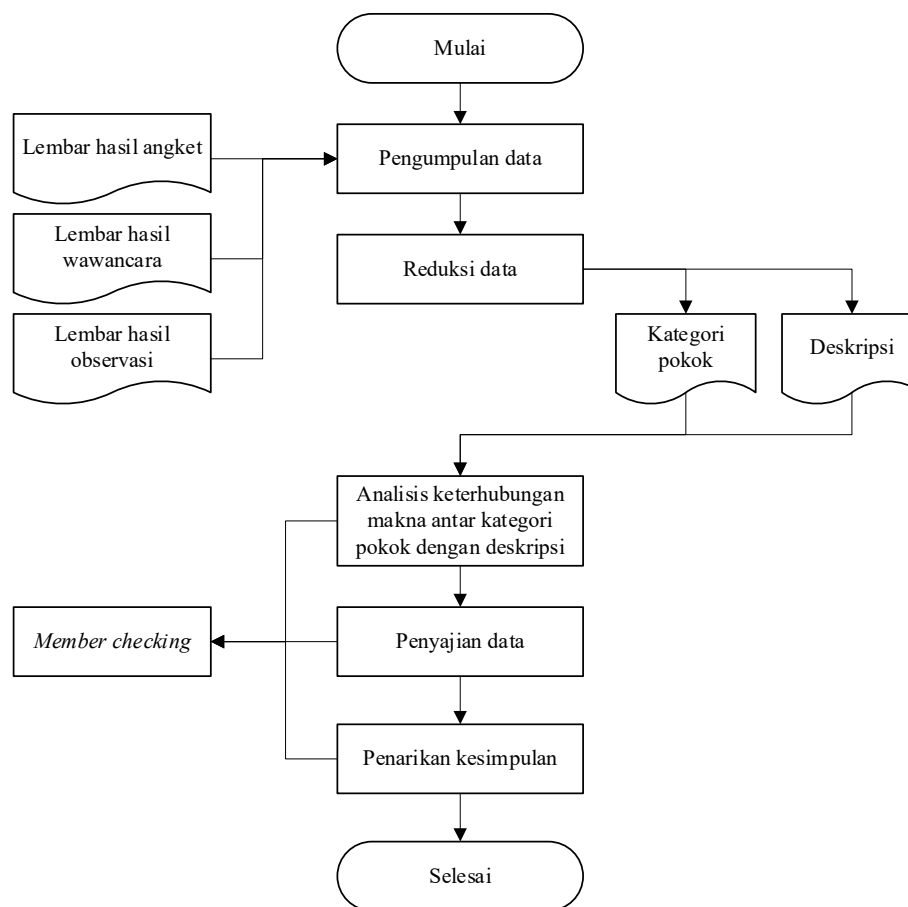 Mulai
Lembar hasil angket
Pengumpulan data
Lembar hasil
wawancara
Reduksi data
Lembar hasil
observasi
Kategori
pokok
Deskripsi
Analisis keterhubungan
makna antar kategori
pokok dengan deskripsi
Member checking
Penyajian data
Penarikan kesimpulan
Selesai